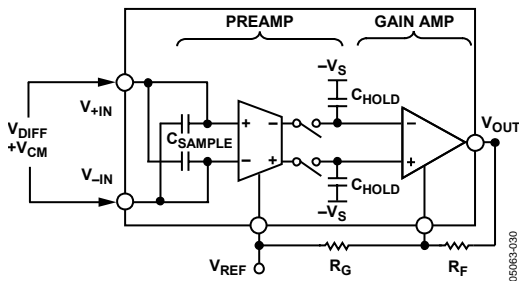 PREAMP
GAIN AMP
–VS
CHOLD
V+IN
CSAMPLE
VDIFF
+VCM
VOUT
V–IN
CHOLD
–VS
VREF
RG
RF
05063-030
+
–
–
+
–
+